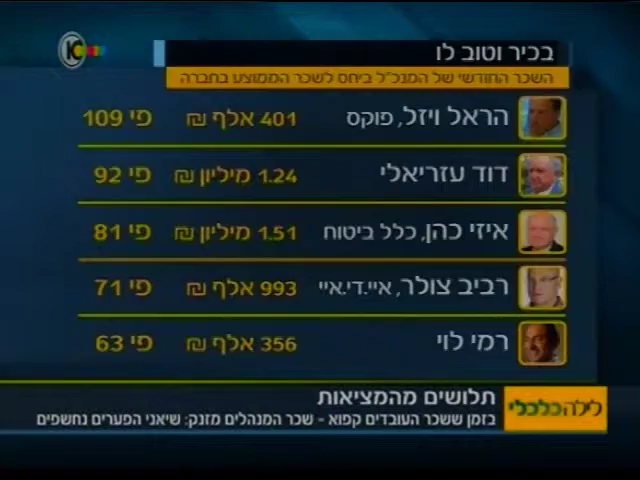 בכיר וטוב לו
השכר החודשי של המנכ"ל ביחס לשכר הממוצע בחברה
הראל ויזל, פוקס 401 אלף ₪ פי 109
דוד עזריאלי 1.24 מיליון ₪ פי 92
איזי כהן, כלל ביטוח 1.51 מיליון ₪ פי 81
רביב צולר, איי.די.איי 993 אלף ₪ פי 71
רמי לוי 356 אלף ₪ פי 63
תלושים מהמציאות
לילה כלכלי
בזמן ששכר העובדים קפוא - שכר המנהלים מזנק: שיאני הפערים נחשפים